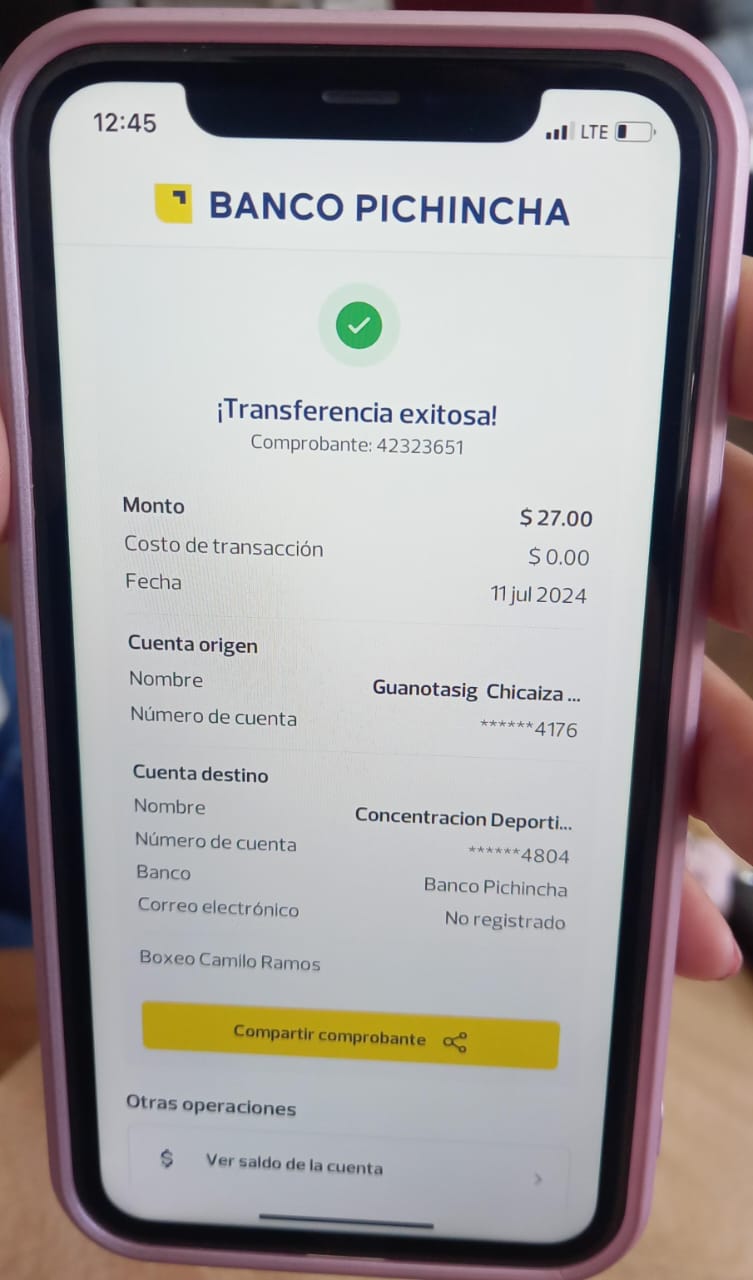 12:45
LTE
BANCO PICHINCHA
¡Transferencia exitosa!
Comprobante: 42323651
Monto $ 27.00
Costo de transacción $ 0.00
Fecha 11 jul 2024
Cuenta origen
Nombre Guanotasig Chicaiza ...
Número de cuenta ******4176
Cuenta destino
Nombre Concentracion Deporti...
Número de cuenta ******4804
Banco Banco Pichincha
Correo electrónico No registrado
Boxeo Camilo Ramos
Compartir comprobante
Otras operaciones
$ Ver saldo de la cuenta >